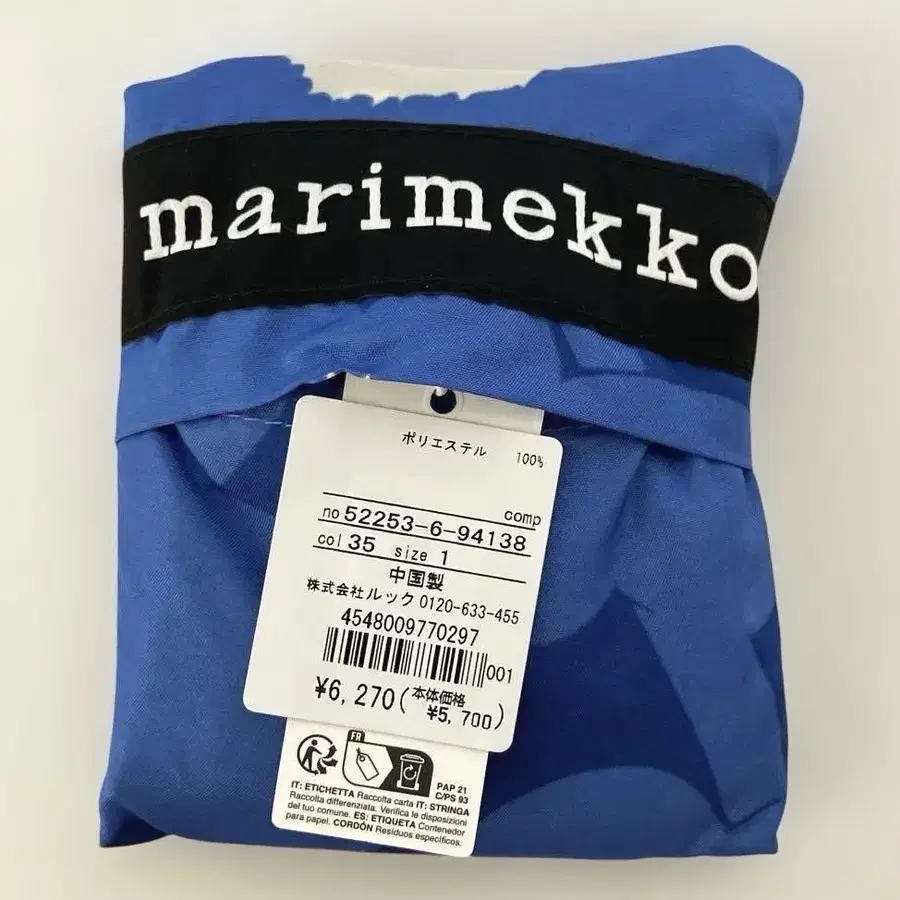 marimekko
ポリエステル 100%
comp
no 52253-6-94138
col 35 size 1
中国製
株式会社ルック 0120-633-455
4548009770297
001
¥6,270(本体価格
¥5,700)
FR
PAP 21
C/PS 93
IT: ETICHETTA Raccolta carta IT: STRINGA
Raccolta differenziata. Verifica le disposizioni
del tuo comune. ES: ETIQUETA Contenedor
para papel. CORDÓN Residuos específicos.